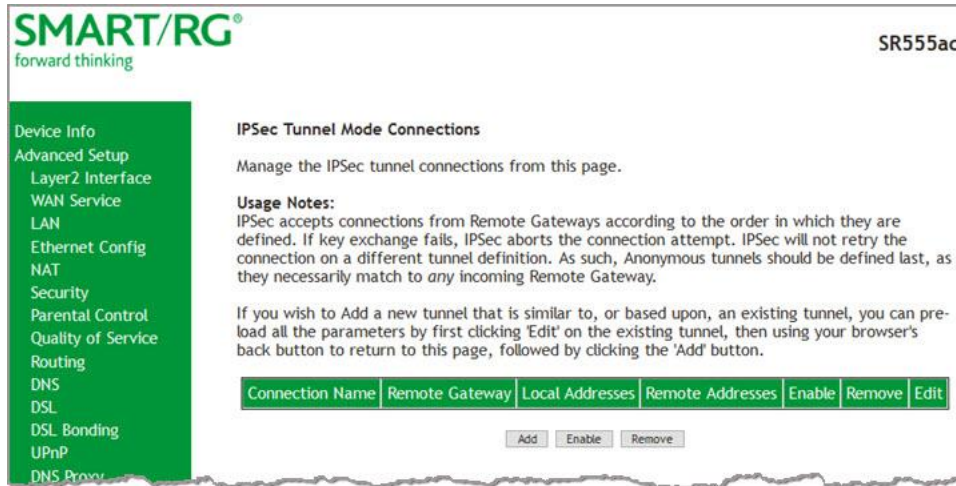 SMART/RG®
forward thinking
SR555ac
Device Info
Advanced Setup
Layer2 Interface
WAN Service
LAN
Ethernet Config
NAT
Security
Parental Control
Quality of Service
Routing
DNS
DSL
DSL Bonding
UPnP
DNS Proxy
IPSec Tunnel Mode Connections
Manage the IPSec tunnel connections from this page.
Usage Notes:
IPSec accepts connections from Remote Gateways according to the order in which they are
defined. If key exchange fails, IPSec aborts the connection attempt. IPSec will not retry the
connection on a different tunnel definition. As such, Anonymous tunnels should be defined last, as
they necessarily match to any incoming Remote Gateway.
If you wish to Add a new tunnel that is similar to, or based upon, an existing tunnel, you can pre-
load all the parameters by first clicking 'Edit' on the existing tunnel, then using your browser's
back button to return to this page, followed by clicking the 'Add' button.
Connection Name Remote Gateway Local Addresses Remote Addresses Enable Remove Edit
Add Enable Remove